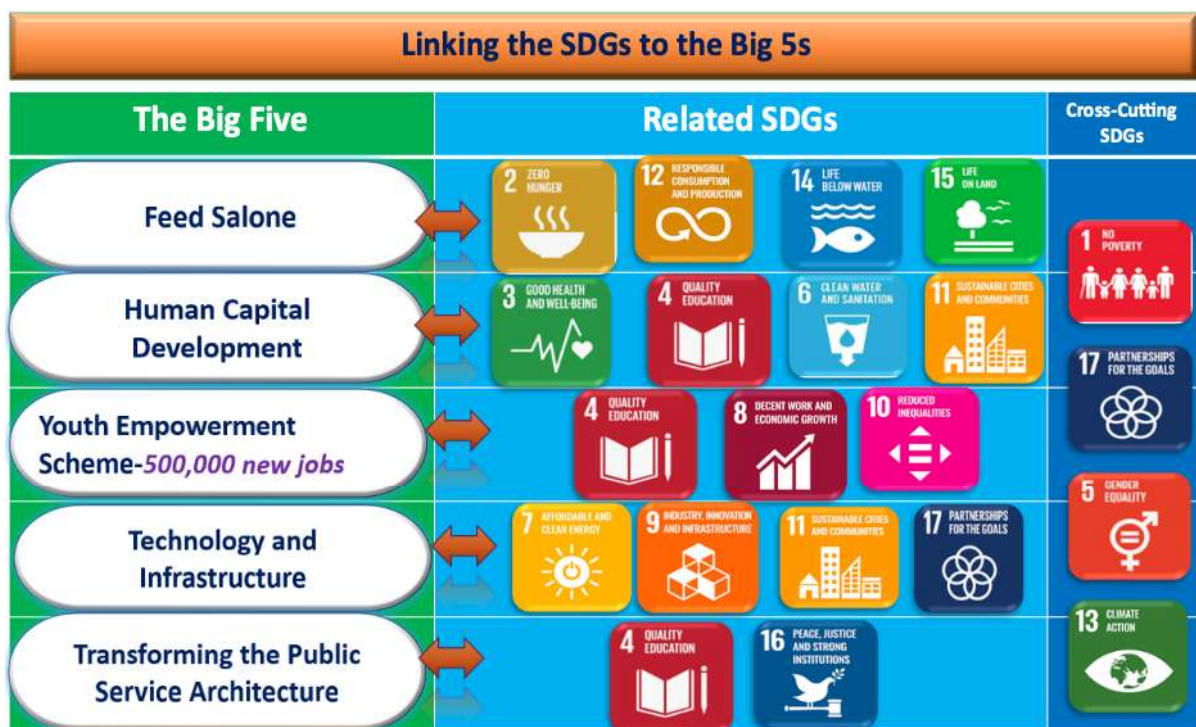 Linking the SDGs to the Big 5s
The Big Five
Related SDGs
Cross-Cutting
SDGs
Feed Salone
2 ZERO
HUNGER
12 RESPONSIBLE
CONSUMPTION
AND PRODUCTION
14 LIFE
BELOW WATER
15 LIFE
ON LAND
Human Capital
Development
3 GOOD HEALTH
AND WELL-BEING
4 QUALITY
EDUCATION
6 CLEAN WATER
AND SANITATION
11 SUSTAINABLE CITIES
AND COMMUNITIES
Youth Empowerment
Scheme-500,000 new jobs
4 QUALITY
EDUCATION
8 DECENT WORK AND
ECONOMIC GROWTH
10 REDUCED
INEQUALITIES
Technology and
Infrastructure
7 AFFORDABLE AND
CLEAN ENERGY
9 INDUSTRY, INNOVATION
AND INFRASTRUCTURE
11 SUSTAINABLE CITIES
AND COMMUNITIES
17 PARTNERSHIPS
FOR THE GOALS
Transforming the Public
Service Architecture
4 QUALITY
EDUCATION
16 PEACE, JUSTICE
AND STRONG
INSTITUTIONS
1 NO
POVERTY
17 PARTNERSHIPS
FOR THE GOALS
5 GENDER
EQUALITY
13 CLIMATE
ACTION